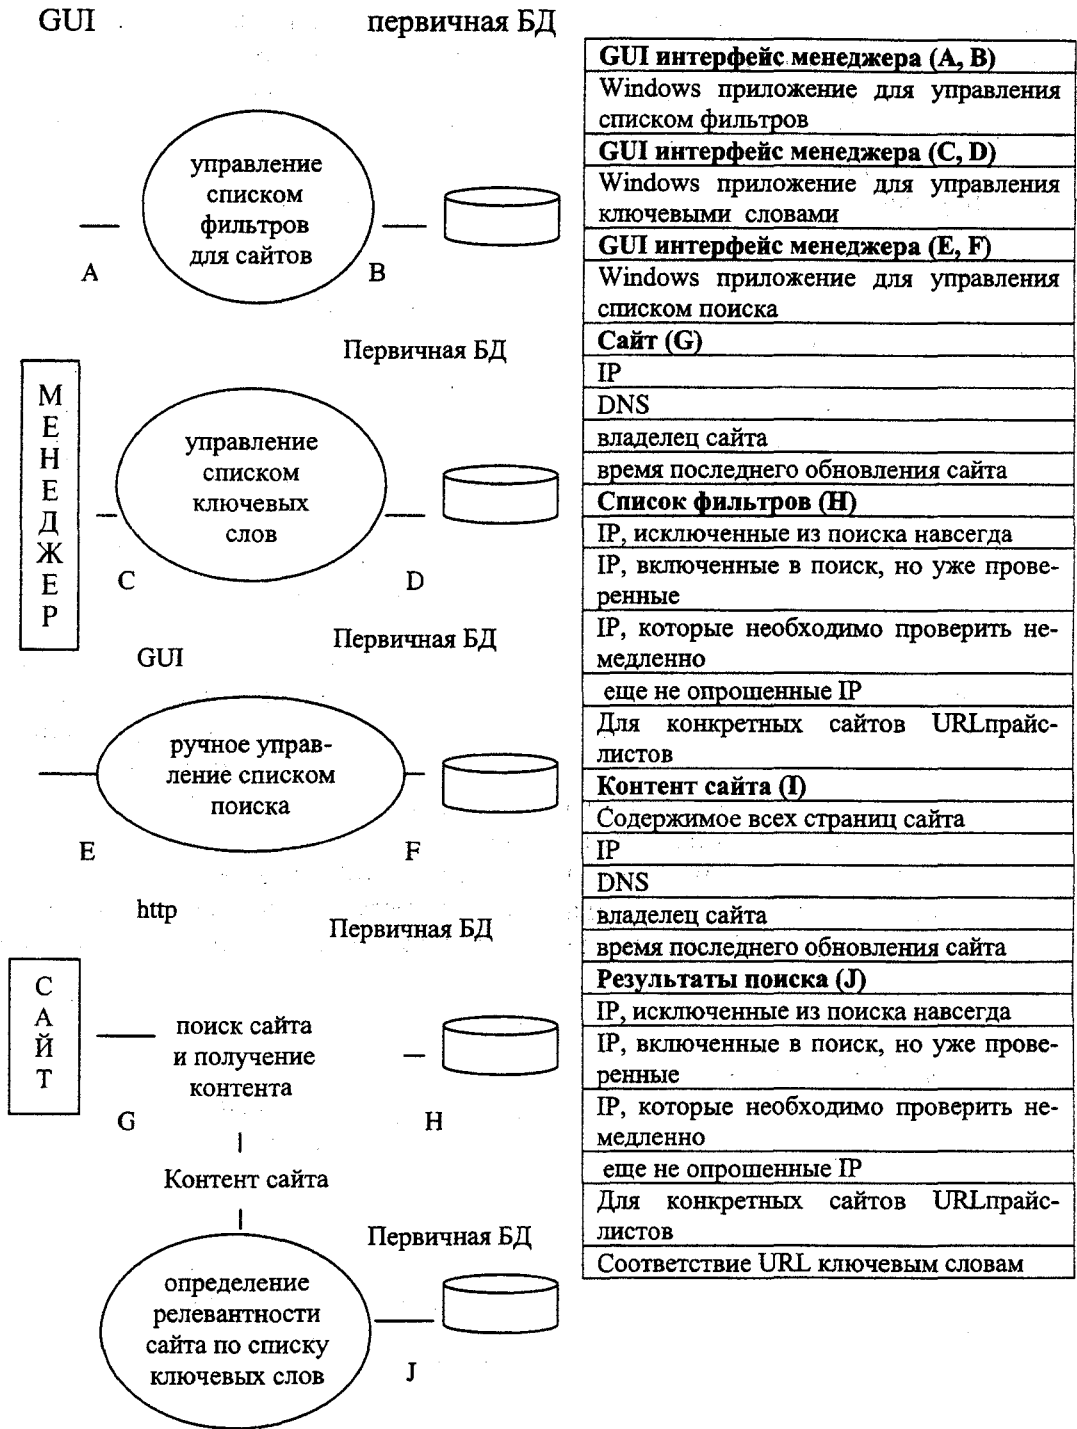 GUI
первичная БД
управление
списком
фильтров
для сайтов
A
B
Первичная БД
МЕНЕДЖЕР
управление
списком
ключевых
слов
C
D
Первичная БД
GUI
ручное управ-
ление списком
поиска
E
F
http
Первичная БД
САЙТ
поиск сайта
и получение
контента
G
H
Контент сайта
Первичная БД
определение
релевантности
сайта по списку
ключевых слов
J
GUI интерфейс менеджера (A, B)
Windows приложение для управления
списком фильтров
GUI интерфейс менеджера (C, D)
Windows приложение для управления
ключевыми словами
GUI интерфейс менеджера (E, F)
Windows приложение для управления
списком поиска
Сайт (G)
IP
DNS
владелец сайта
время последнего обновления сайта
Список фильтров (H)
IP, исключенные из поиска навсегда
IP, включенные в поиск, но уже прове-
ренные
IP, которые необходимо проверить не-
медленно
еще не опрошенные IP
Для конкретных сайтов URLпрайс-
листов
Контент сайта (I)
Содержимое всех страниц сайта
IP
DNS
владелец сайта
время последнего обновления сайта
Результаты поиска (J)
IP, исключенные из поиска навсегда
IP, включенные в поиск, но уже прове-
ренные
IP, которые необходимо проверить не-
медленно
еще не опрошенные IP
Для конкретных сайтов URLпрайс-
листов
Соответствие URL ключевым словам